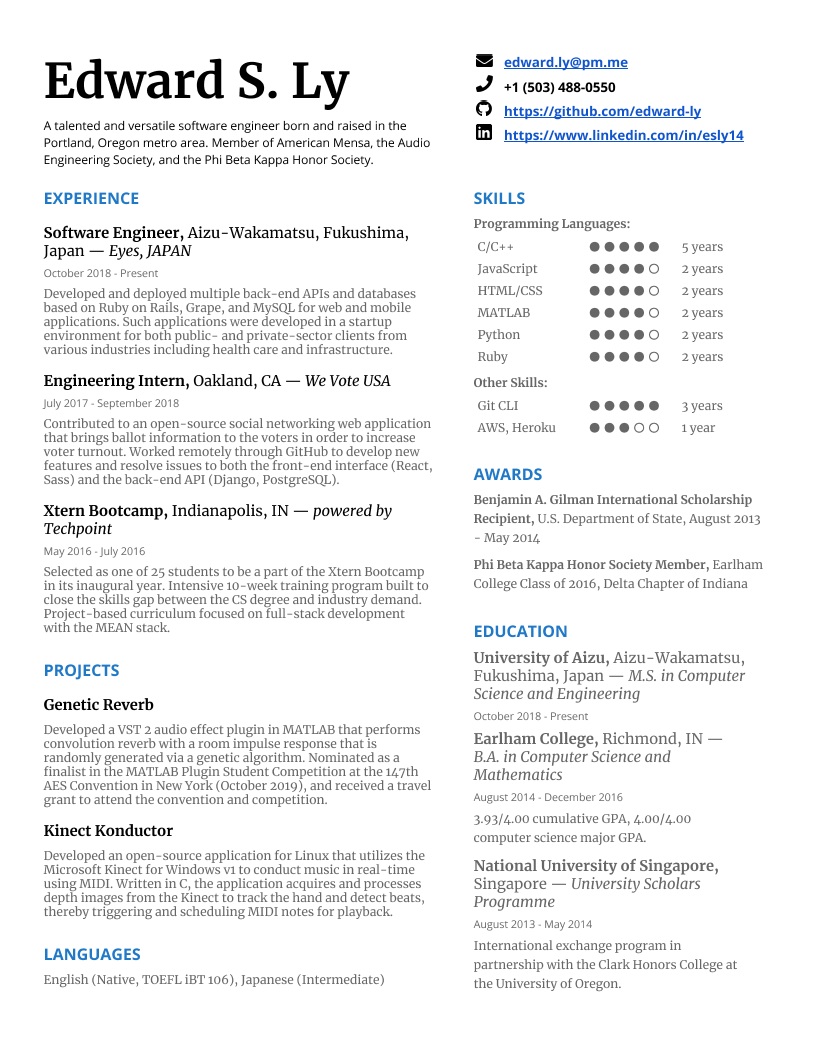 Edward S. Ly
A talented and versatile software engineer born and raised in the
Portland, Oregon metro area. Member of American Mensa, the Audio
Engineering Society, and the Phi Beta Kappa Honor Society.
edward.ly@pm.me
+1 (503) 488-0550
https://github.com/edward-ly
https://www.linkedin.com/in/esly14
EXPERIENCE
Software Engineer, Aizu-Wakamatsu, Fukushima,
Japan — Eyes, JAPAN
October 2018 - Present
Developed and deployed multiple back-end APIs and databases
based on Ruby on Rails, Grape, and MySQL for web and mobile
applications. Such applications were developed in a startup
environment for both public- and private-sector clients from
various industries including health care and infrastructure.
Engineering Intern, Oakland, CA — We Vote USA
July 2017 - September 2018
Contributed to an open-source social networking web application
that brings ballot information to the voters in order to increase
voter turnout. Worked remotely through GitHub to develop new
features and resolve issues to both the front-end interface (React,
Sass) and the back-end API (Django, PostgreSQL).
Xtern Bootcamp, Indianapolis, IN — powered by
Techpoint
May 2016 - July 2016
Selected as one of 25 students to be a part of the Xtern Bootcamp
in its inaugural year. Intensive 10-week training program built to
close the skills gap between the CS degree and industry demand.
Project-based curriculum focused on full-stack development
with the MEAN stack.
PROJECTS
Genetic Reverb
Developed a VST 2 audio effect plugin in MATLAB that performs
convolution reverb with a room impulse response that is
randomly generated via a genetic algorithm. Nominated as a
finalist in the MATLAB Plugin Student Competition at the 147th
AES Convention in New York (October 2019), and received a travel
grant to attend the convention and competition.
Kinect Konductor
Developed an open-source application for Linux that utilizes the
Microsoft Kinect for Windows v1 to conduct music in real-time
using MIDI. Written in C, the application acquires and processes
depth images from the Kinect to track the hand and detect beats,
thereby triggering and scheduling MIDI notes for playback.
LANGUAGES
English (Native, TOEFL iBT 106), Japanese (Intermediate)
SKILLS
Programming Languages:
C/C++ 5 years
JavaScript 2 years
HTML/CSS 2 years
MATLAB 2 years
Python 2 years
Ruby 2 years
Other Skills:
Git CLI 3 years
AWS, Heroku 1 year
AWARDS
Benjamin A. Gilman International Scholarship
Recipient, U.S. Department of State, August 2013
- May 2014
Phi Beta Kappa Honor Society Member, Earlham
College Class of 2016, Delta Chapter of Indiana
EDUCATION
University of Aizu, Aizu-Wakamatsu,
Fukushima, Japan — M.S. in Computer
Science and Engineering
October 2018 - Present
Earlham College, Richmond, IN —
B.A. in Computer Science and
Mathematics
August 2014 - December 2016
3.93/4.00 cumulative GPA, 4.00/4.00
computer science major GPA.
National University of Singapore,
Singapore — University Scholars
Programme
August 2013 - May 2014
International exchange program in
partnership with the Clark Honors College at
the University of Oregon.